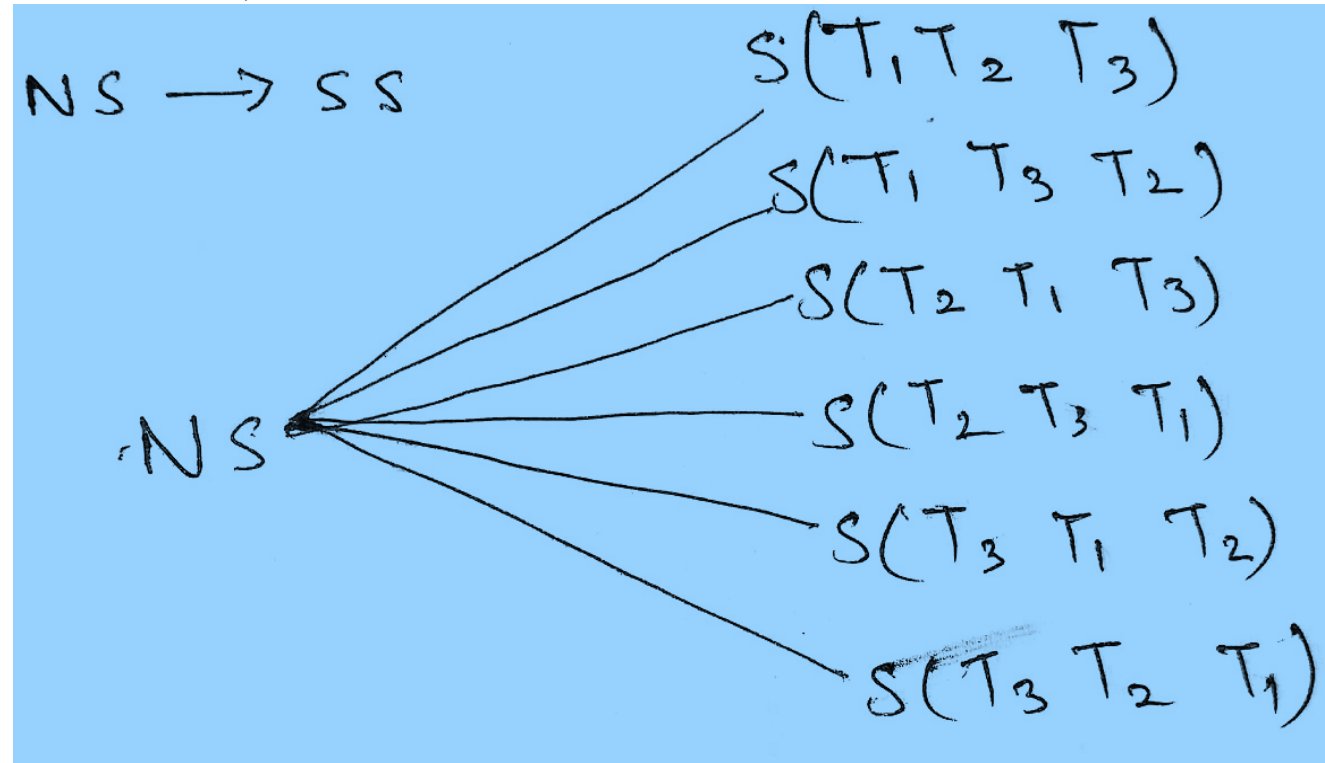 NS → SS
S(T₁ T₂ T₃)
S(T₁ T₃ T₂)
S(T₂ T₁ T₃)
NS
S(T₂ T₃ T₁)
S(T₃ T₁ T₂)
S(T₃ T₂ T₁)